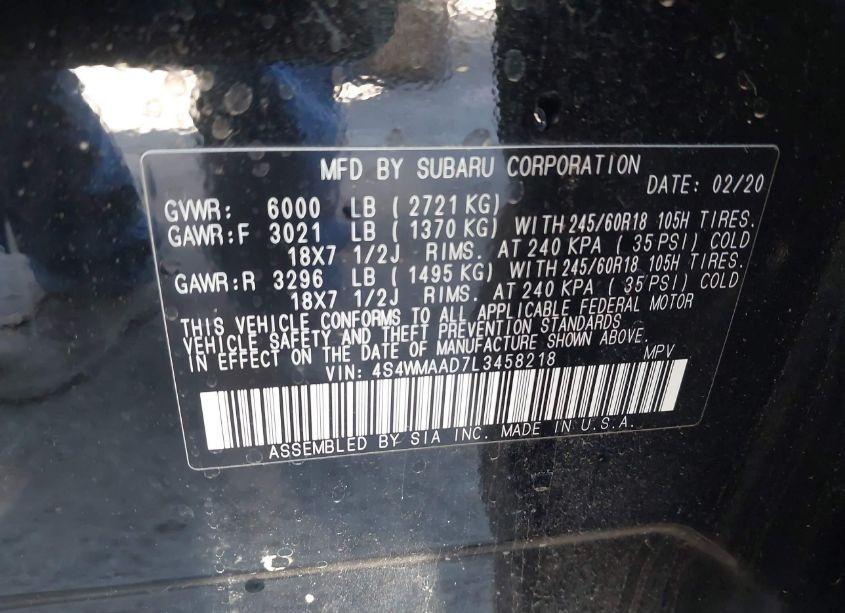 MFD BY SUBARU CORPORATION
DATE: 02/20
GVWR: 6000 LB ( 2721 KG)
GAWR:F 3021 LB ( 1370 KG) WITH 245/60R18 105H TIRES.
18X7 1/2J RIMS. AT 240 KPA ( 35 PSI) COLD
GAWR:R 3296 LB ( 1495 KG) WITH 245/60R18 105H TIRES.
18X7 1/2J RIMS. AT 240 KPA ( 35 PSI) COLD
THIS VEHICLE CONFORMS TO ALL APPLICABLE FEDERAL MOTOR
VEHICLE SAFETY AND THEFT PREVENTION STANDARDS
IN EFFECT ON THE DATE OF MANUFACTURE SHOWN ABOVE.
VIN: 4S4WMAAD7L3458218 MPV
ASSEMBLED BY SIA INC. MADE IN U.S.A.